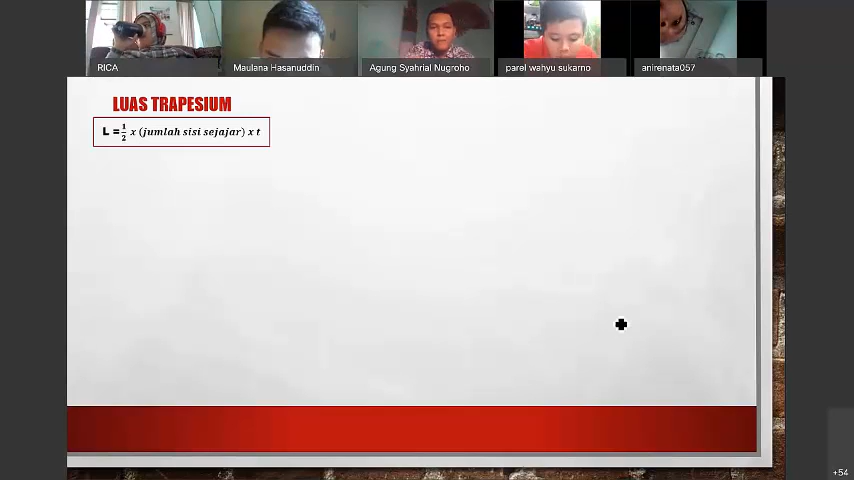 RICA
Maulana Hasanuddin
Agung Syahrial Nugroho
parel wahyu sukarno
anirenata057
LUAS TRAPESIUM
L = 1/2 x (jumlah sisi sejajar) x t
+54